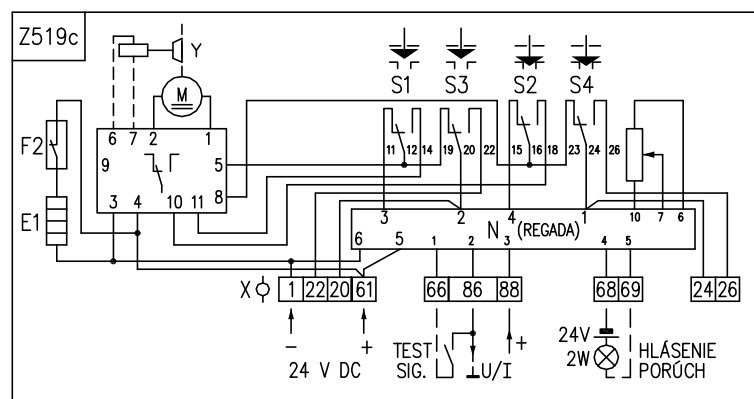 Z519c
Y
S1 S3 S2 S4
M
6 7 2 1
F2
9 5
8
3 4 10 11
11 12 14 19 20 22 15 16 18 23 24 26
E1
3 2 4 1 10 7 6
N (REGADA)
6 5 1 2 3 4 5
X 1 22 20 61 66 86 88 68 69 24 26
− +
24 V DC
TEST
SIG.
U/I
+
24V
2W
HLÁSENIE
PORÚCH